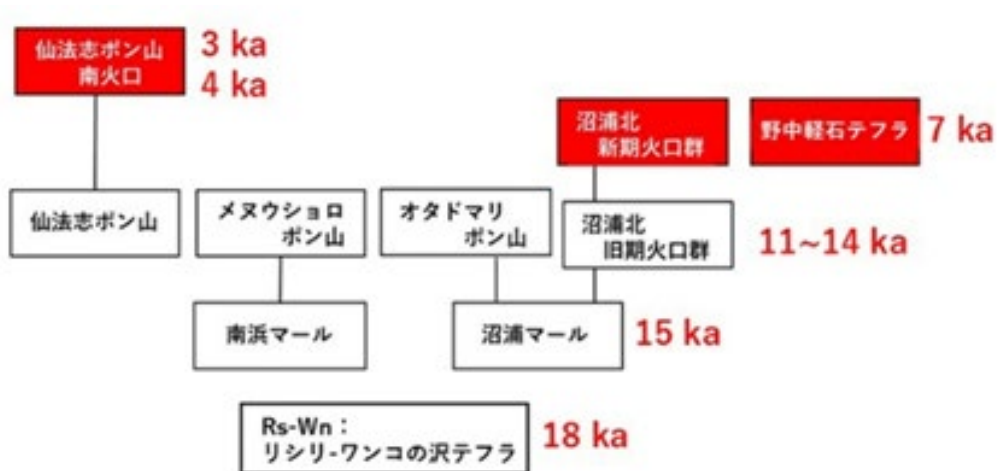 仙法志ポン山
南火口
3 ka
4 ka
沼浦北
新期火口群
野中軽石テフラ
7 ka
仙法志ポン山
メヌウショロ
ポン山
オタドマリ
ポン山
沼浦北
旧期火口群
11~14 ka
南浜マール
沼浦マール
15 ka
Rs-Wn：
リシリ-ワンコの沢テフラ
18 ka